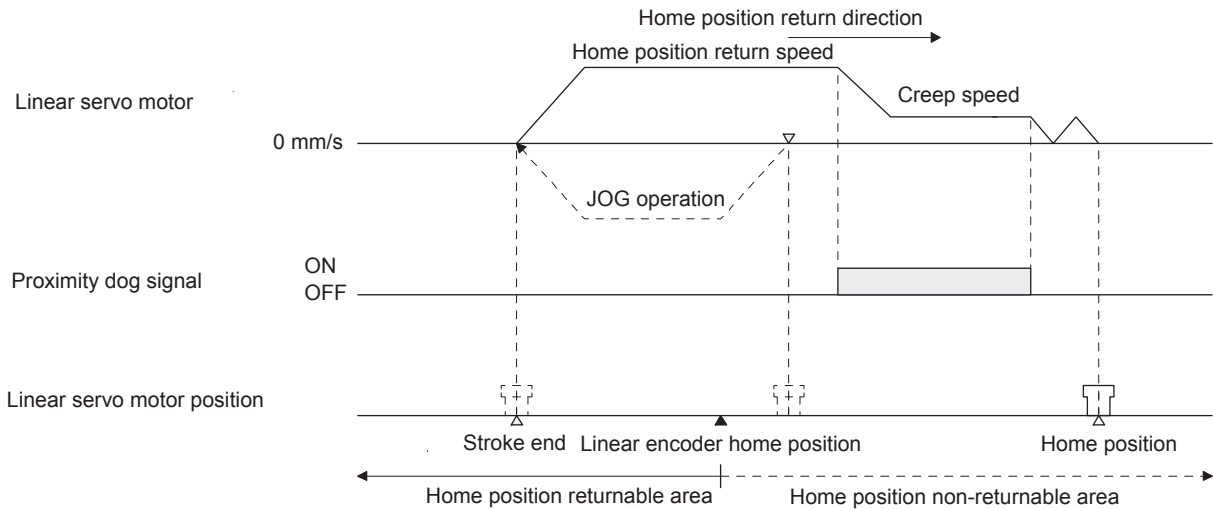 Home position return direction
Home position return speed
Linear servo motor
Creep speed
0 mm/s
JOG operation
Proximity dog signal
ON
OFF
Linear servo motor position
Stroke end
Linear encoder home position
Home position
Home position returnable area
Home position non-returnable area